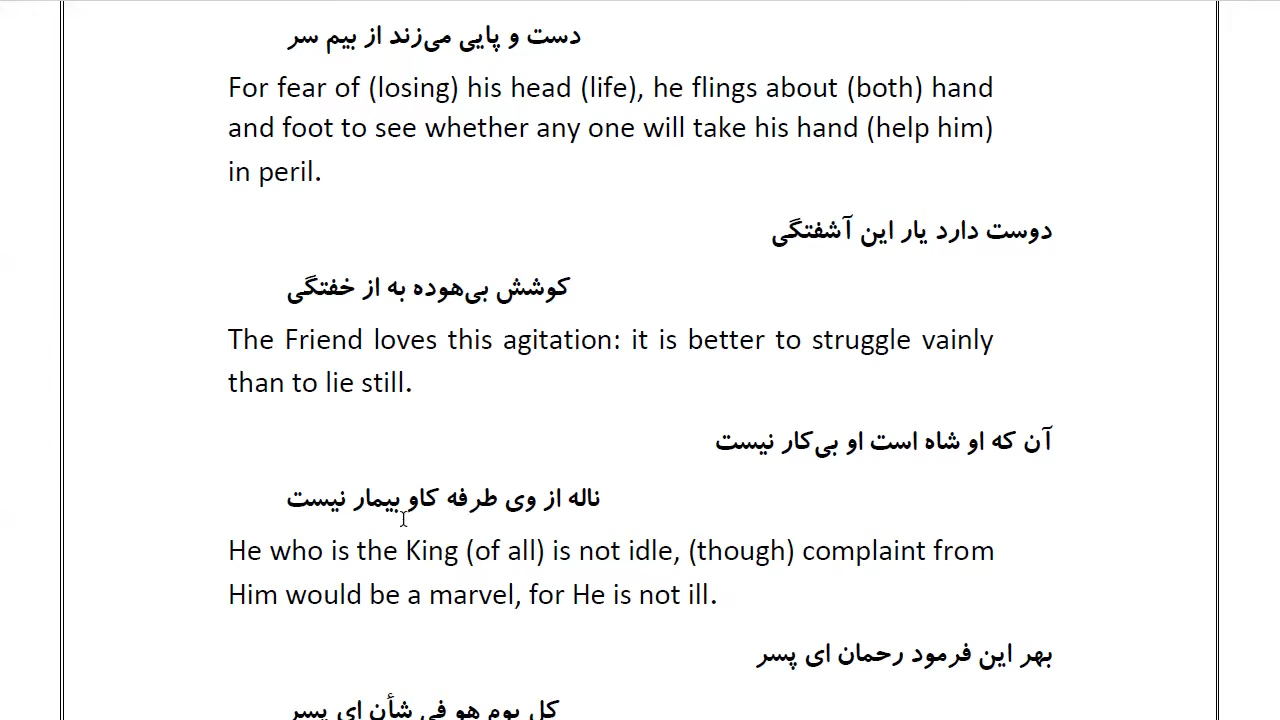 دست و پایی می‌زند از بیم سر
For fear of (losing) his head (life), he flings about (both) hand
and foot to see whether any one will take his hand (help him)
in peril.
دوست دارد یار این آشفتگی
کوشش بی‌هوده به از خفتگی
The Friend loves this agitation: it is better to struggle vainly
than to lie still.
آن که او شاه است او بی‌کار نیست
ناله از وی طرفه کاو بیمار نیست
He who is the King (of all) is not idle, (though) complaint from
Him would be a marvel, for He is not ill.
بهر این فرمود رحمان ای پسر
کل یوم هو فی شأن ای پسر